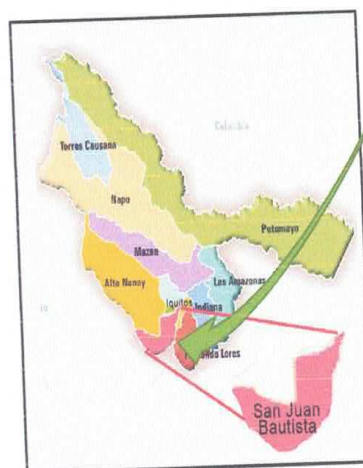 Colombia
Torres Causana
Napo
Putumayo
Mazan
Las Amazonas
Alto Nanay
Iquitos
Indiana
Lores
San Juan
Bautista